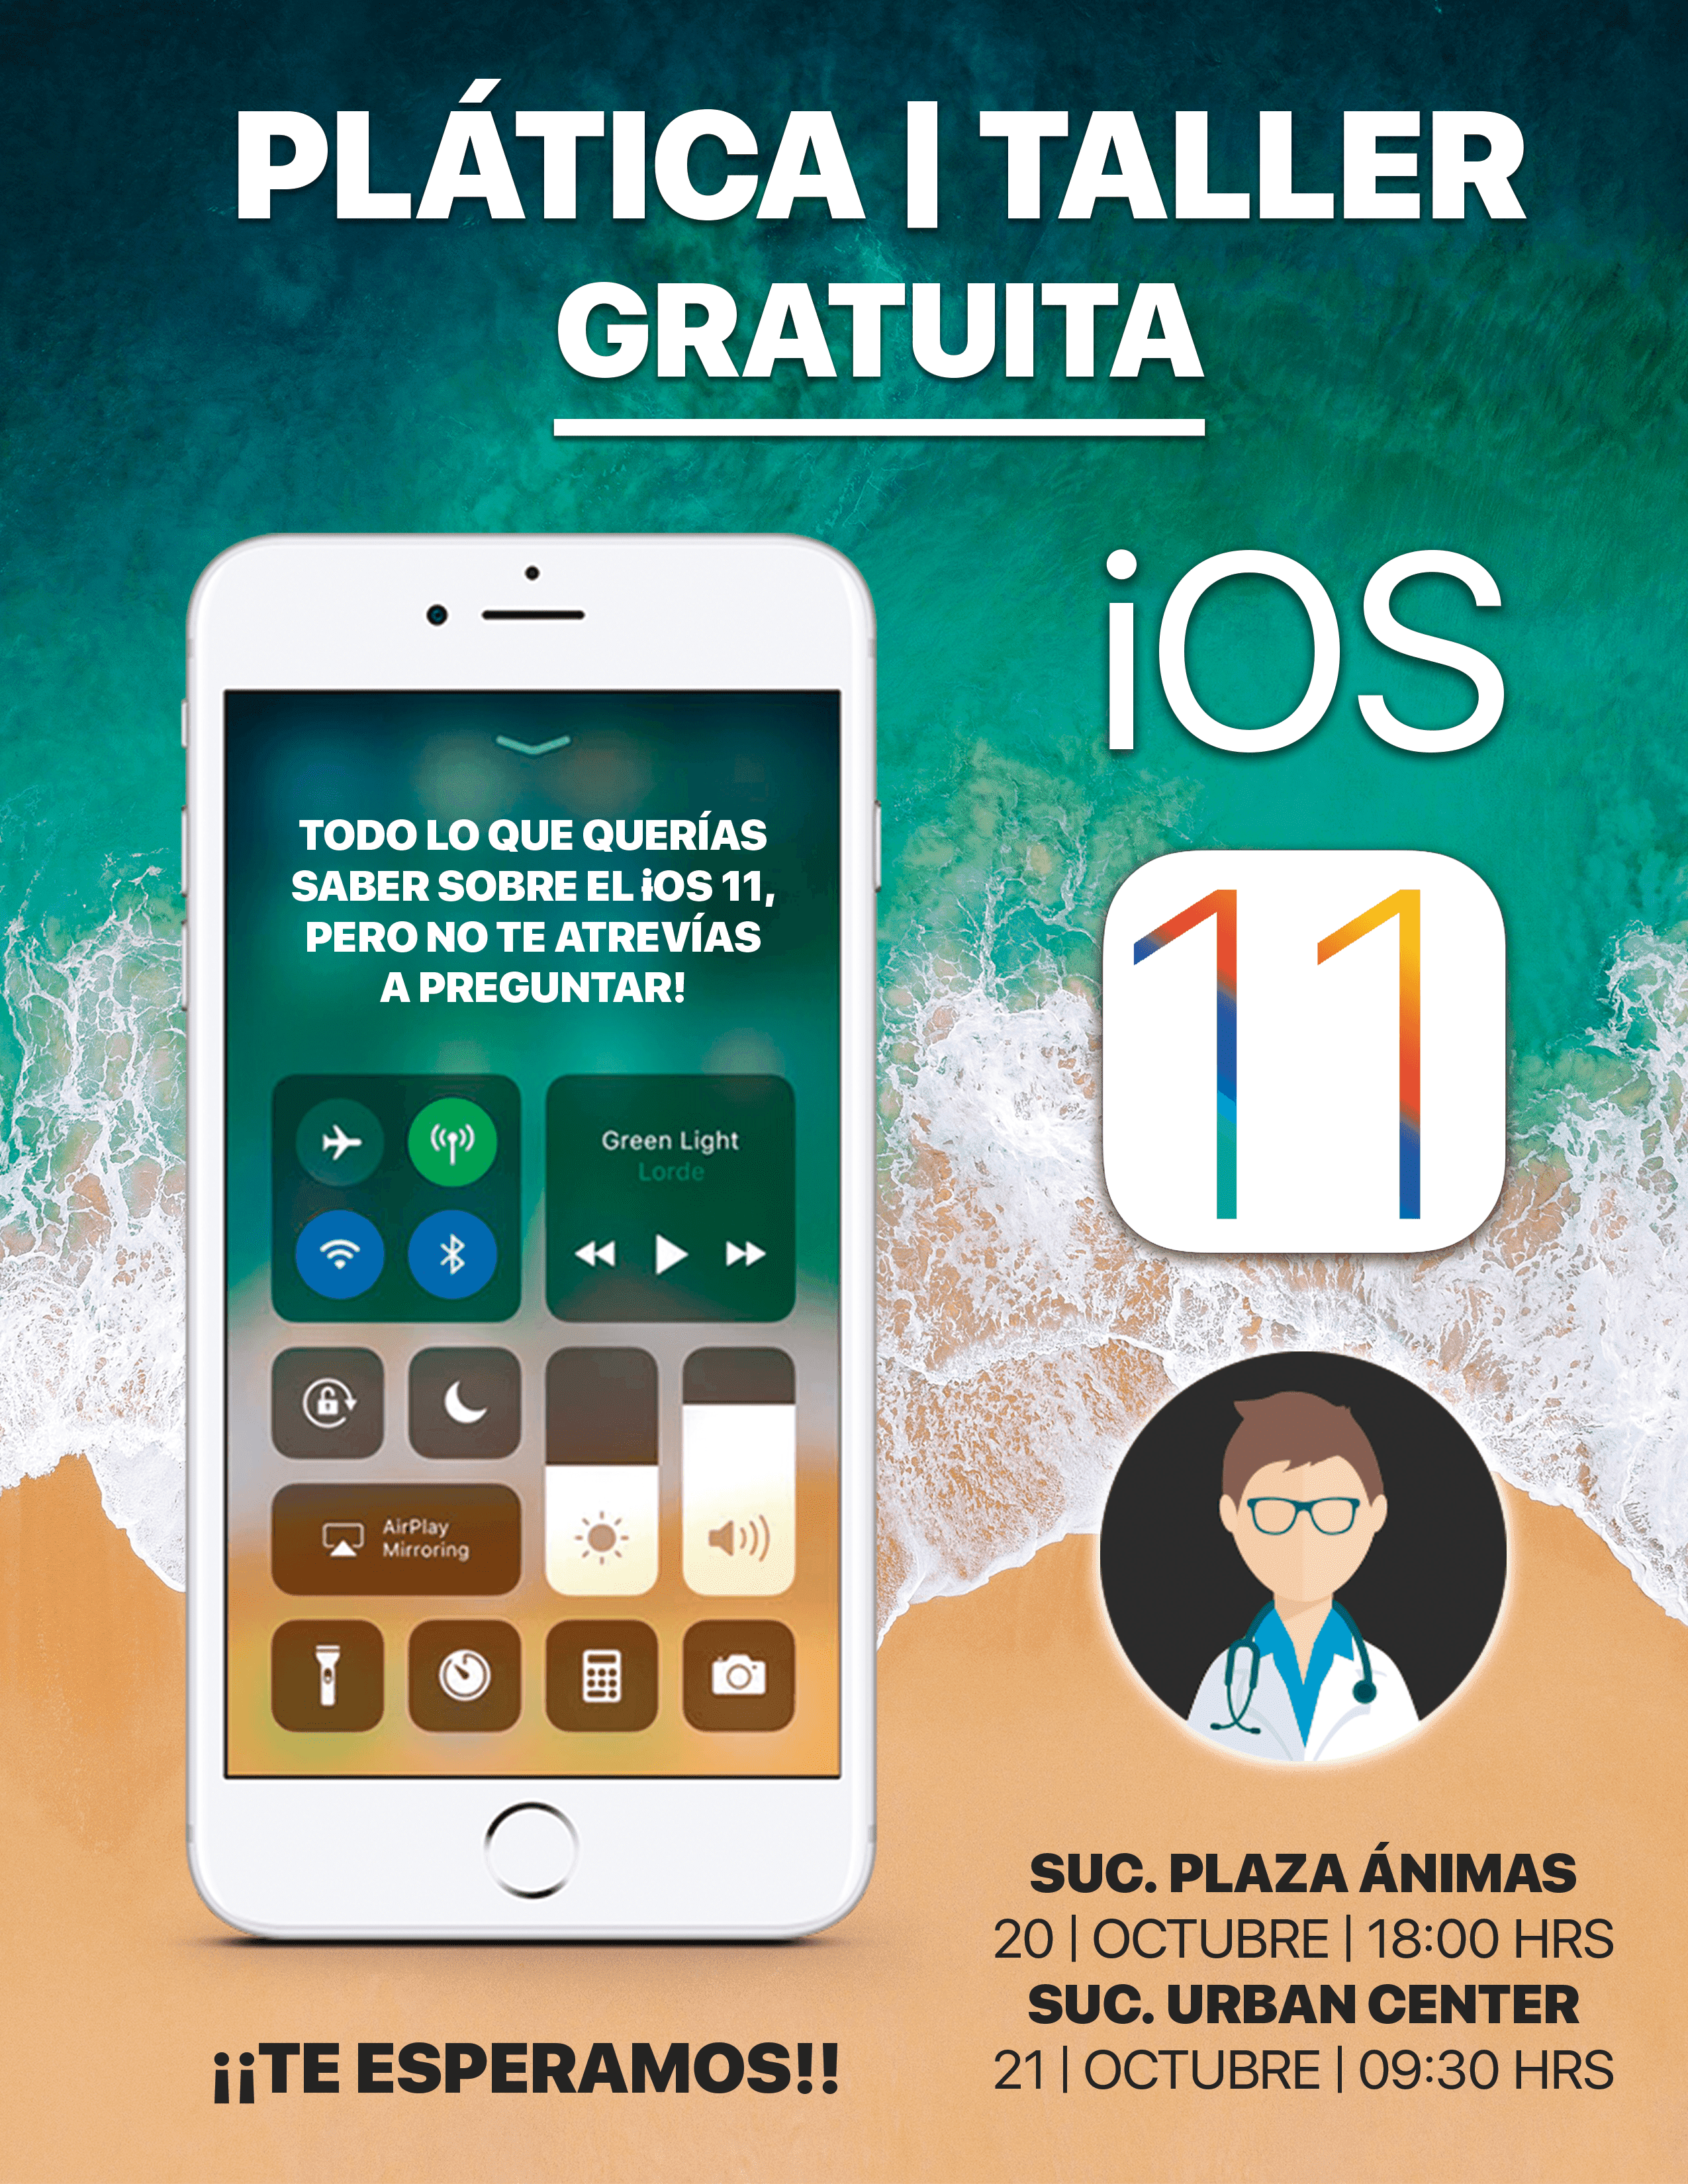 PLÁTICA | TALLER
GRATUITA
iOS
11
TODO LO QUE QUERÍAS
SABER SOBRE EL iOS 11,
PERO NO TE ATREVÍAS
A PREGUNTAR!
Green Light
Lorde
AirPlay
Mirroring
¡¡TE ESPERAMOS!!
SUC. PLAZA ÁNIMAS
20 | OCTUBRE | 18:00 HRS
SUC. URBAN CENTER
21 | OCTUBRE | 09:30 HRS